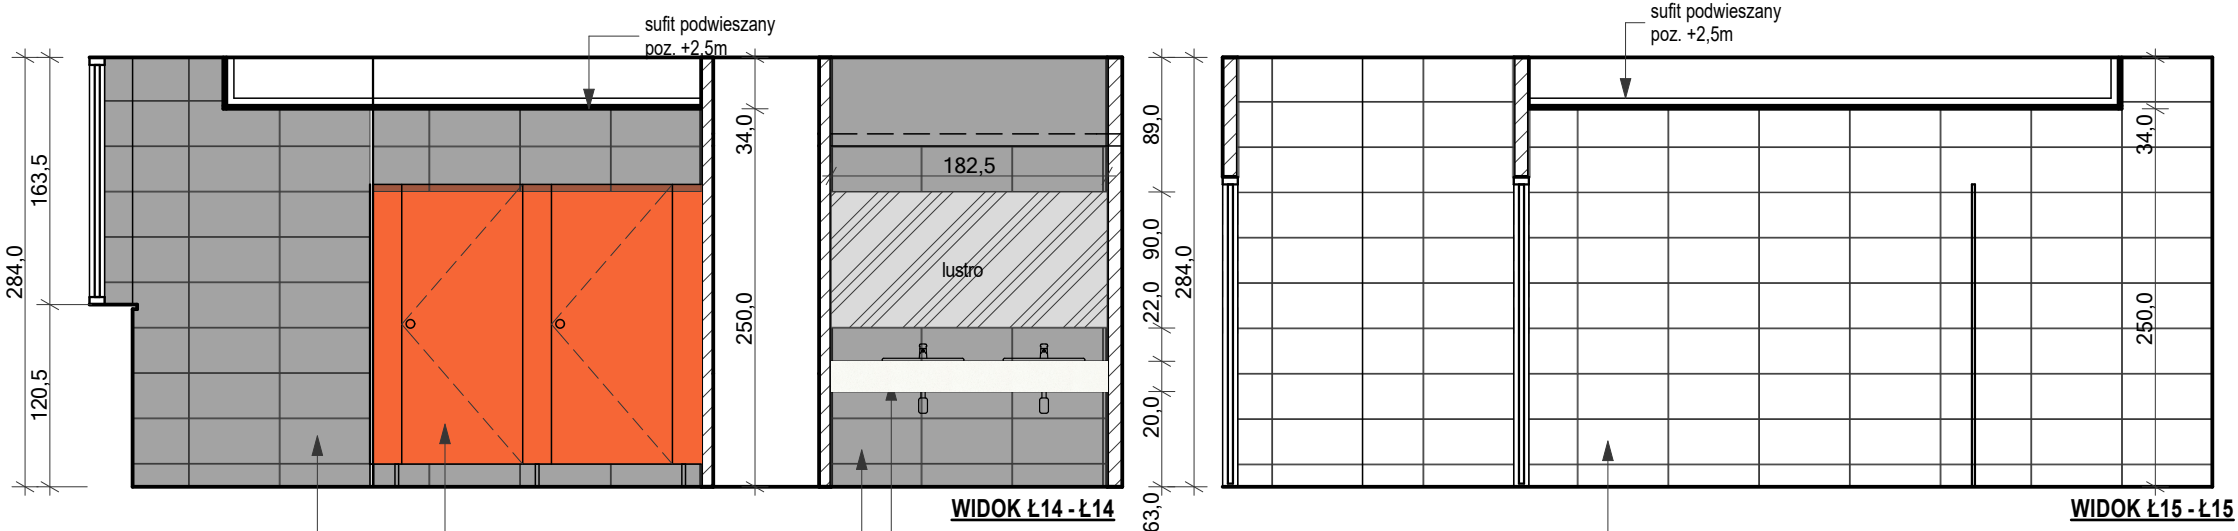 sufit podwieszany
poz. +2,5m
284,0
163,5
120,5
34,0
250,0
182,5
lustro
WIDOK Ł14 - Ł14
89,0
90,0
22,0
20,0
63,0
284,0
sufit podwieszany
poz. +2,5m
34,0
250,0
WIDOK Ł15 - Ł15